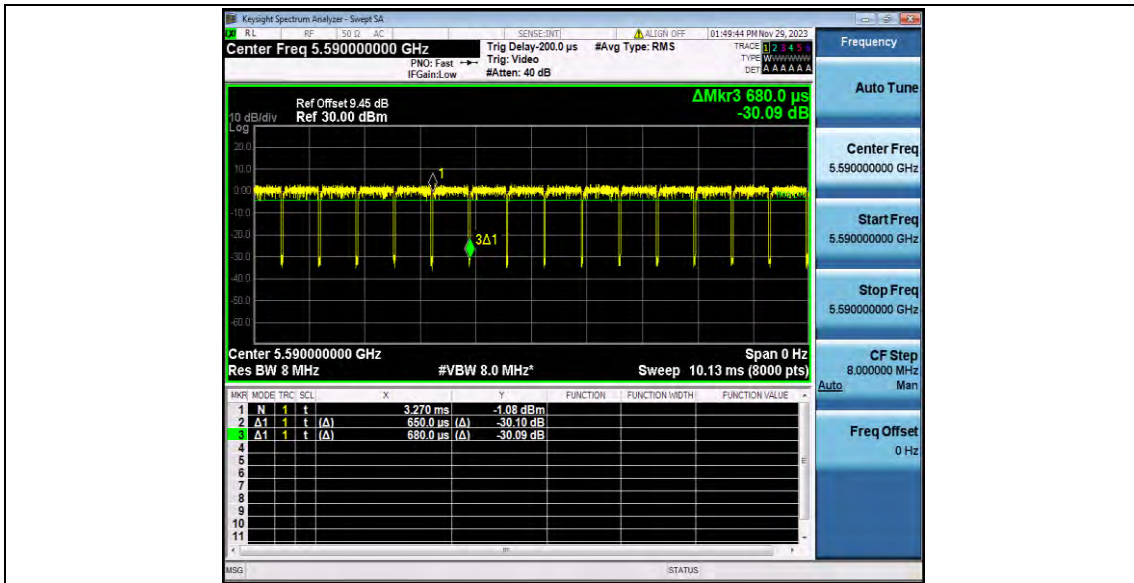 Keysight Spectrum Analyzer - Swept SA
RL RF 50 Ω AC SENSE:INT ALIGN OFF 01:49:44 PM Nov 29, 2023
Center Freq 5.590000000 GHz
Trig Delay-200.0 µs #Avg Type: RMS
TRACE 1 2 3 4 5 6
PNO: Fast Trig: Video
TYPE WWWWWW
IFGain:Low #Atten: 40 dB
DET A A A A A A
Frequency
Auto Tune
Center Freq
5.590000000 GHz
Start Freq
5.590000000 GHz
Stop Freq
5.590000000 GHz
CF Step
8.000000 MHz
Auto Man
Freq Offset
0 Hz
ΔMkr3 680.0 µs
-30.09 dB
Ref Offset 9.45 dB
10 dB/div Ref 30.00 dBm
Log
20.0
10.0
0.00
-10.0
-20.0
-30.0
-40.0
-50.0
-60.0
1
3Δ1
Center 5.590000000 GHz Span 0 Hz
Res BW 8 MHz #VBW 8.0 MHz* Sweep 10.13 ms (8000 pts)
MKR MODE TRC SCL X Y FUNCTION FUNCTION WIDTH FUNCTION VALUE
1 N 1 t 3.270 ms -1.08 dBm
2 Δ1 1 t (Δ) 650.0 µs (Δ) -30.10 dB
3 Δ1 1 t (Δ) 680.0 µs (Δ) -30.09 dB
4
5
6
7
8
9
10
11
MSG STATUS